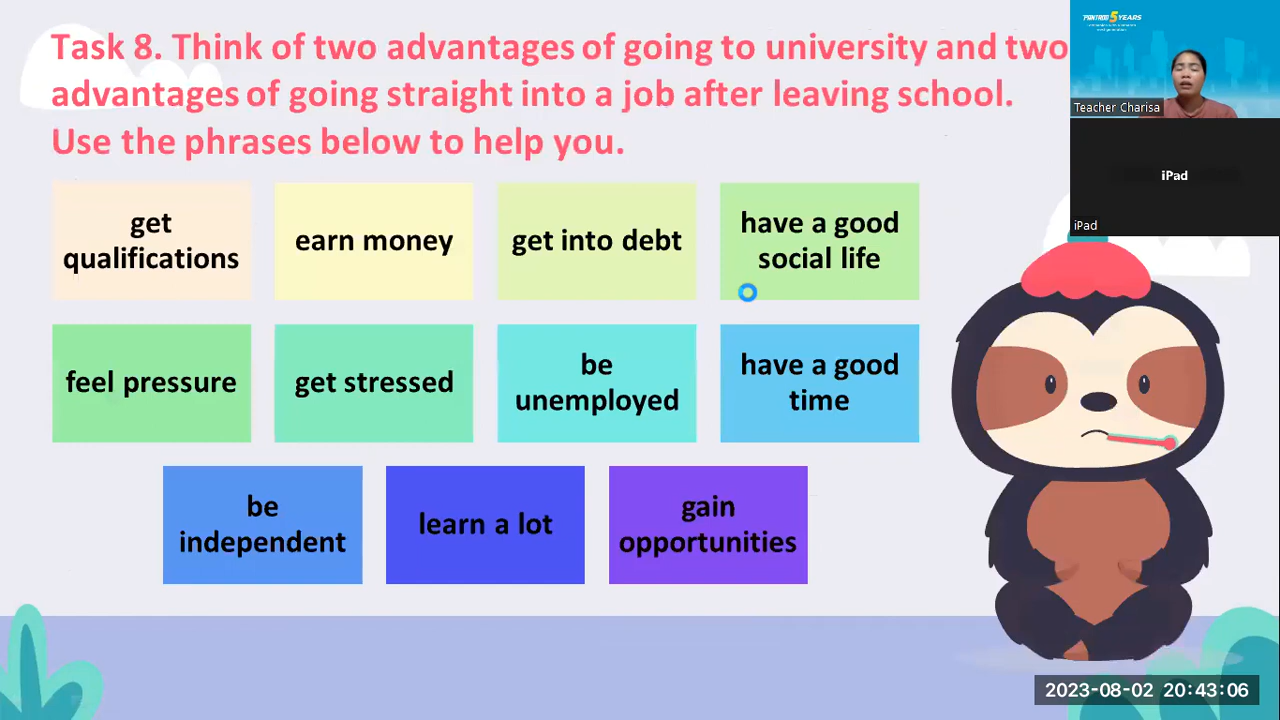 Task 8. Think of two advantages of going to university and two
advantages of going straight into a job after leaving school.
Use the phrases below to help you.
get
qualifications
earn money
get into debt
have a good
social life
feel pressure
get stressed
be
unemployed
have a good
time
be
independent
learn a lot
gain
opportunities
5 YEARS
Teacher Charisa
iPad
iPad
2023-08-02 20:43:06